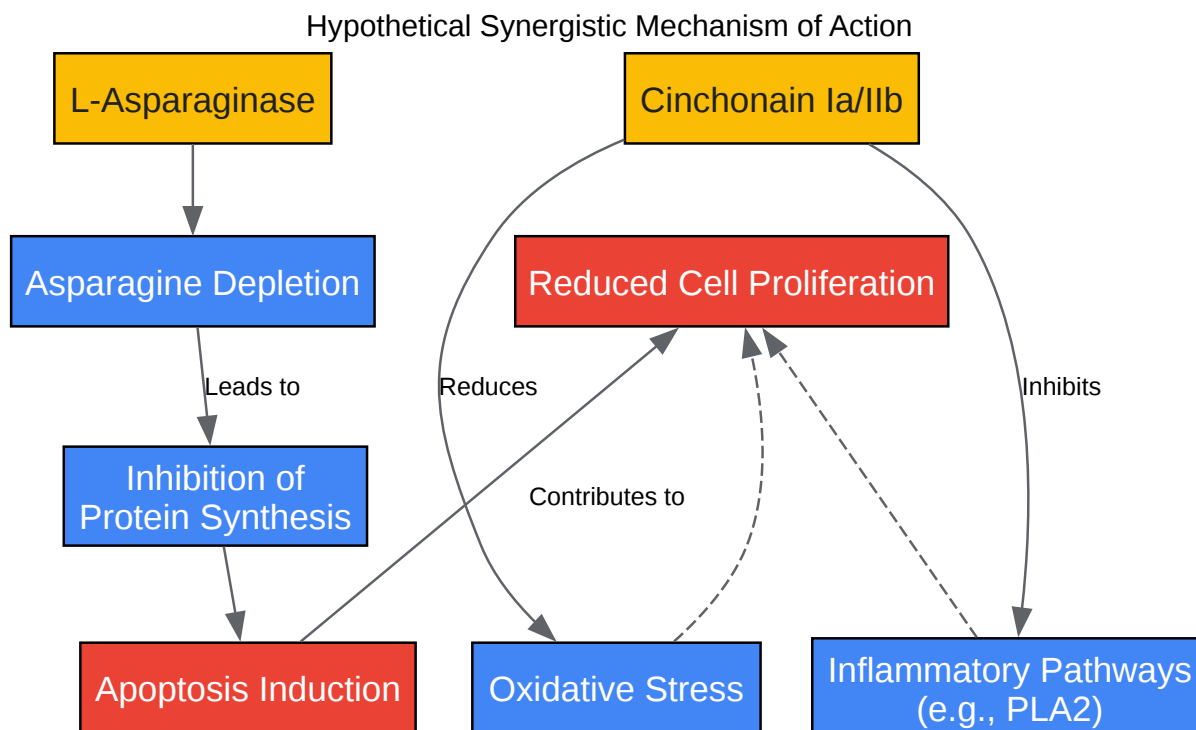 Hypothetical Synergistic Mechanism of Action
L-Asparaginase
Cinchonain Ia/IIb
Asparagine Depletion
Reduced Cell Proliferation
Leads to
Reduces
Inhibits
Inhibition of
Protein Synthesis
Contributes to
Apoptosis Induction
Oxidative Stress
Inflammatory Pathways
(e.g., PLA2)